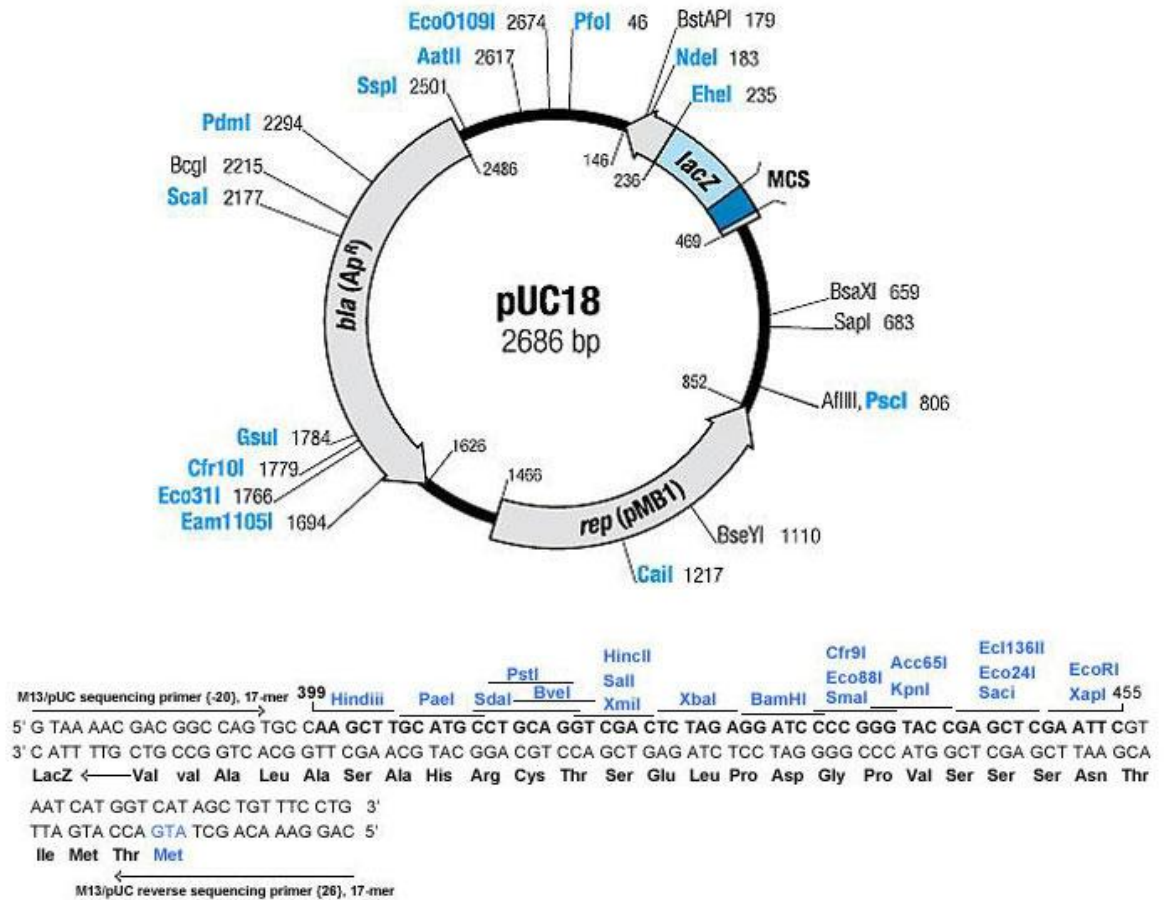 EcoO109I 2674
PfoI 46
BstAPI 179
AatII 2617
NdeI 183
SspI 2501
EheI 235
PdmI 2294
BcgI 2215
ScaI 2177
146
236
2486
lacZ
MCS
469
bla (Ap^R)
pUC18
2686 bp
BsaXI 659
SapI 683
852
AflIII, PscI 806
GsuI 1784
Cfr10I 1779
Eco31I 1766
Eam1105I 1694
1626
1466
rep (pMB1)
BseYI 1110
CaiI 1217
HincII Cfr9I Ecl136II
PstI SalI Eco88I Acc65I Eco24I EcoRI
M13/pUC sequencing primer {-20), 17-mer 399 Hindiii PaeI SdaI BveI XmiI XbaI BamHI SmaI KpnI Saci XapI 455
5' G TAA AAC GAC GGC CAG TGC CAA GCT TGC ATG CCT GCA GGT CGA CTC TAG AGG ATC CCC GGG TAC CGA GCT CGA ATT CGT
3' C ATT TTG CTG CCG GTC ACG GTT CGA ACG TAC GGA CGT CCA GCT GAG ATC TCC TAG GGG CCC ATG GCT CGA GCT TAA GCA
LacZ Val val Ala Leu Ala Ser Ala His Arg Cys Thr Ser Glu Leu Pro Asp Gly Pro Val Ser Ser Ser Asn Thr
AAT CAT GGT CAT AGC TGT TTC CTG 3'
TTA GTA CCA GTA TCG ACA AAG GAC 5'
Ile Met Thr Met
M13/pUC reverse sequencing primer {26), 17-mer